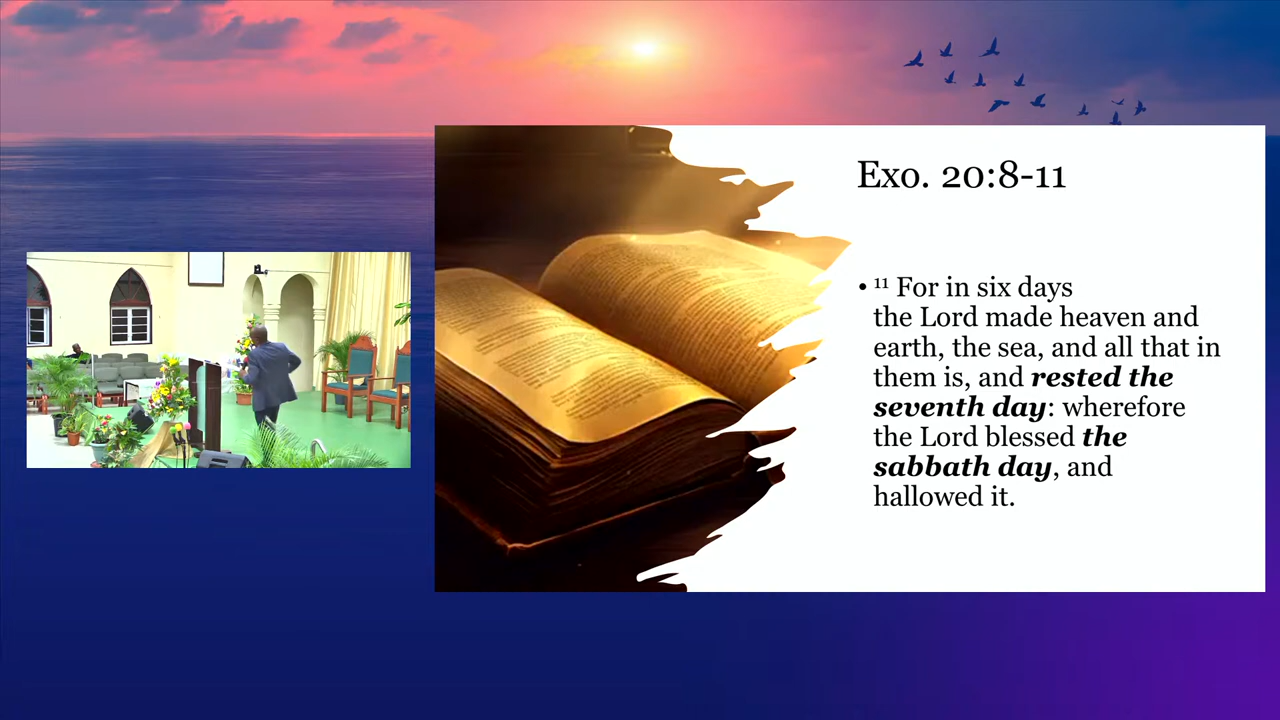 Exo. 20:8-11
• ¹¹ For in six days
the Lord made heaven and
earth, the sea, and all that in
them is, and rested the
seventh day: wherefore
the Lord blessed the
sabbath day, and
hallowed it.